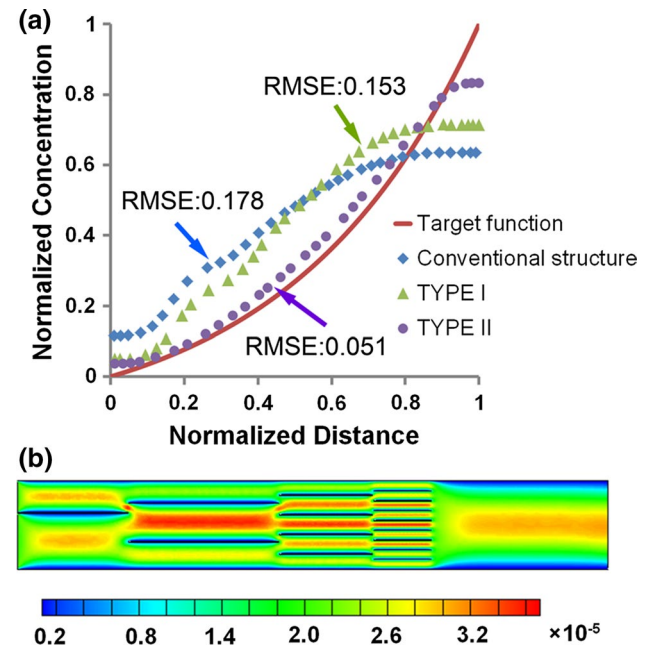 (a)
Normalized Concentration
1
0.8
0.6
0.4
0.2
0
RMSE:0.153
RMSE:0.178
RMSE:0.051
Target function
Conventional structure
TYPE I
TYPE II
0 0.2 0.4 0.6 0.8 1
Normalized Distance
(b)
0.2 0.8 1.4 2.0 2.6 3.2 ×10⁻⁵